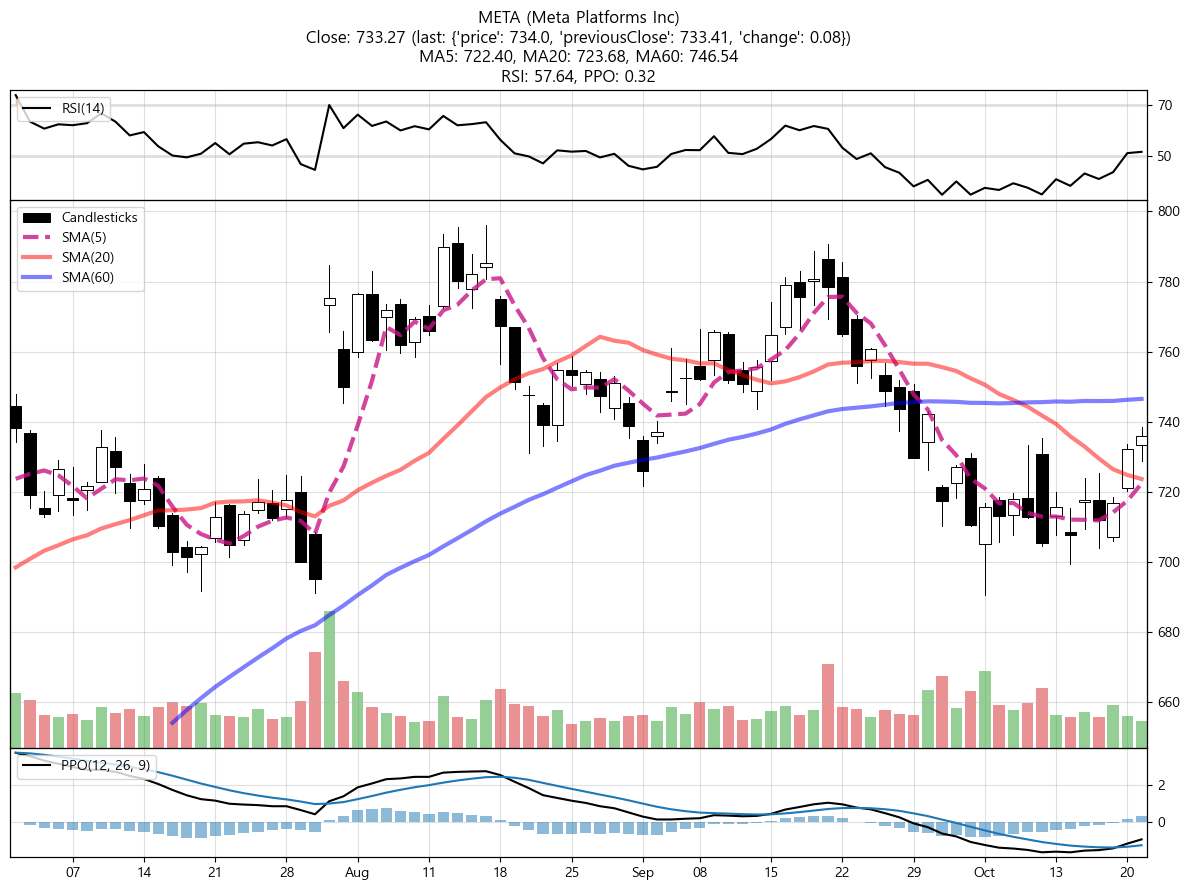 META (Meta Platforms Inc)
Close: 733.27 (last: {'price': 734.0, 'previousClose': 733.41, 'change': 0.08})
MA5: 722.40, MA20: 723.68, MA60: 746.54
RSI: 57.64, PPO: 0.32
RSI(14)
70
50
Candlesticks
SMA(5)
SMA(20)
SMA(60)
800
780
760
740
720
700
680
660
PPO(12, 26, 9)
2
0
07 14 21 28 Aug 11 18 25 Sep 08 15 22 29 Oct 13 20